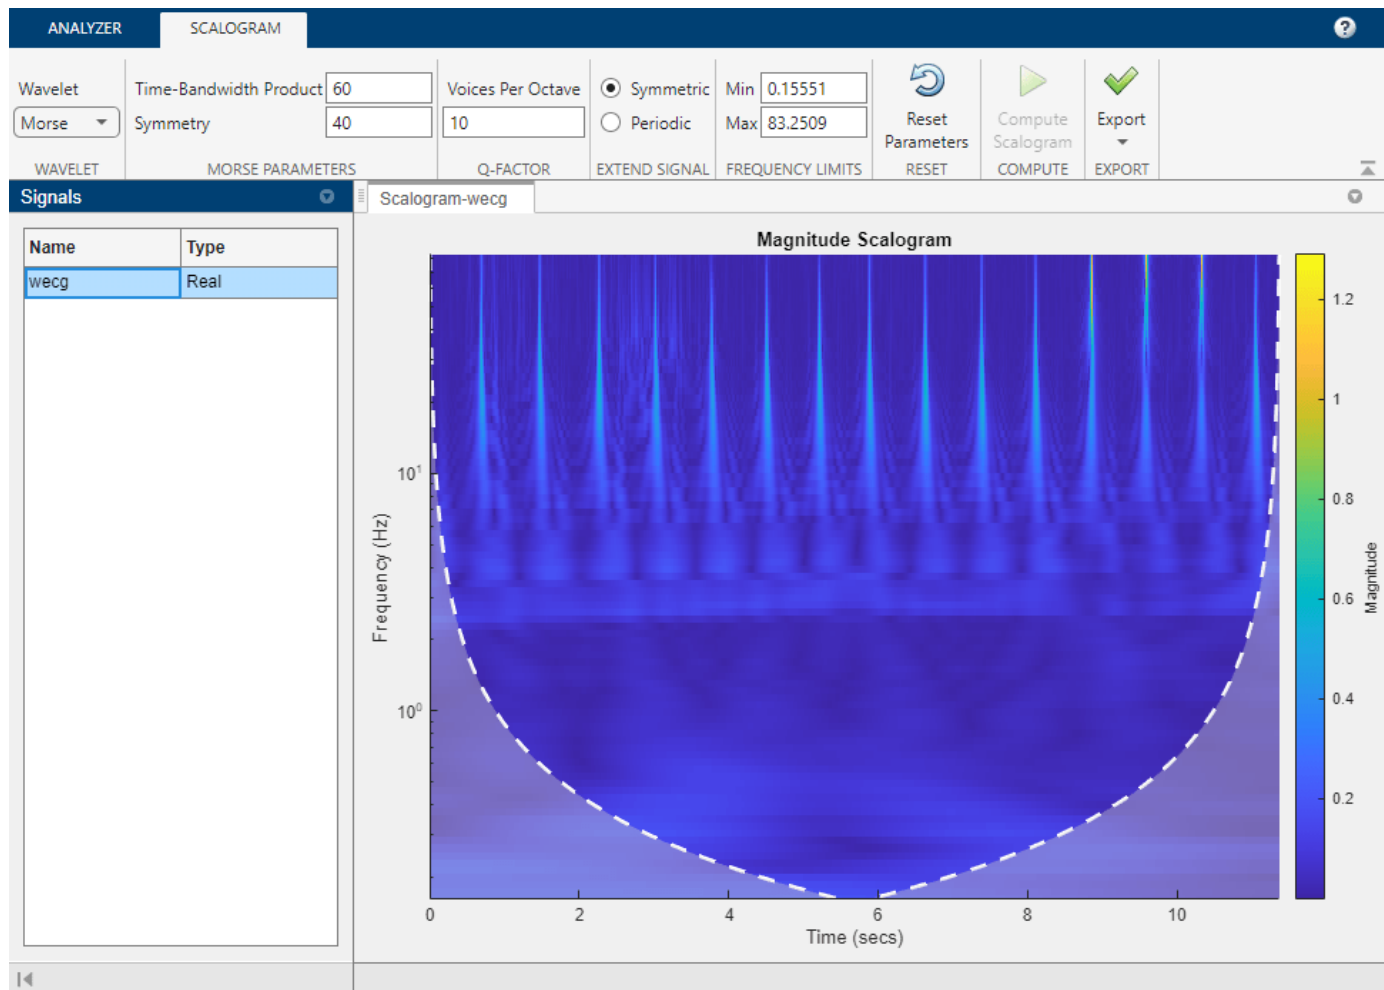 ANALYZER SCALOGRAM ?
Wavelet Time-Bandwidth Product 60 Voices Per Octave Symmetric Min 0.15551
Morse Symmetry 40 10 Periodic Max 83.2509 Reset Parameters Compute Scalogram Export
WAVELET MORSE PARAMETERS Q-FACTOR EXTEND SIGNAL FREQUENCY LIMITS RESET COMPUTE EXPORT
Signals
Scalogram-wecg
Name Type
wecg Real
Magnitude Scalogram
Frequency (Hz)
10¹
10⁰
0 2 4 6 8 10
Time (secs)
1.2
1
0.8
0.6
0.4
0.2
Magnitude